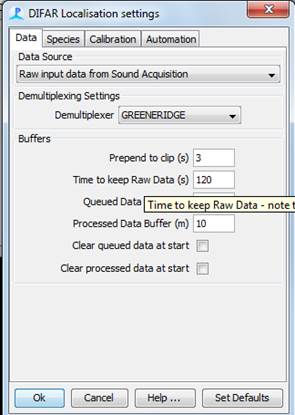 DIFAR Localisation settings
Data Species Calibration Automation
Data Source
Raw input data from Sound Acquisition
Demultiplexing Settings
Demultiplexer GREENERIDGE
Buffers
Prepend to clip (s) 3
Time to keep Raw Data (s) 120
Queued Data
Time to keep Raw Data - note t
Processed Data Buffer (m) 10
Clear queued data at start
Clear processed data at start
Ok Cancel Help ... Set Defaults